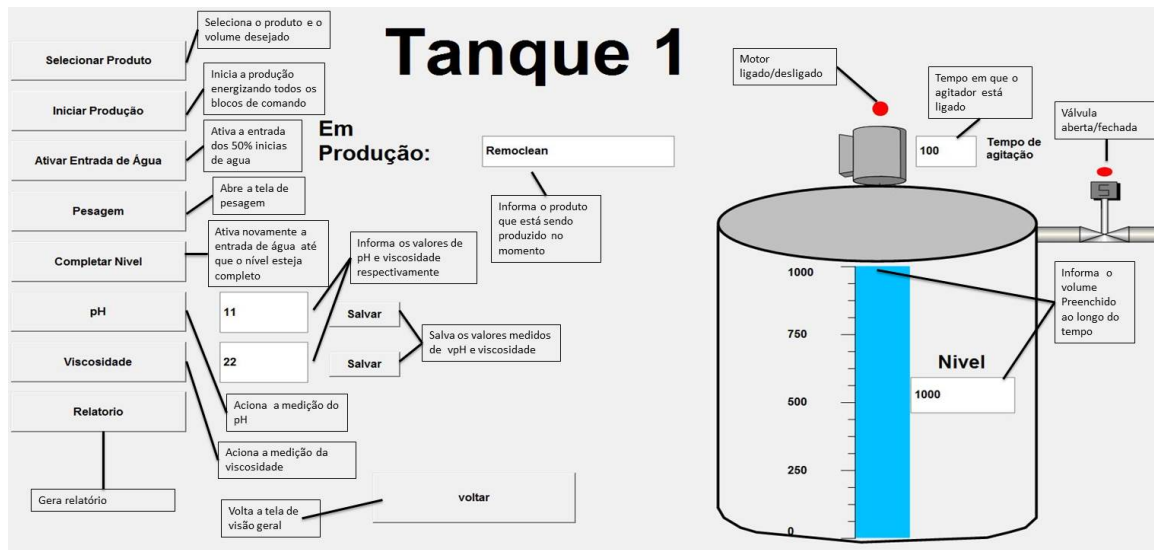 Seleciona o produto e o
volume desejado
Tanque 1
Selecionar Produto
Motor
ligado/desligado
Inicia a produção
energizando todos os
blocos de comando
Tempo em que o
agitador está
ligado
Iniciar Produção
Válvula
aberta/fechada
Ativa a entrada
dos 50% inicias
de agua
Em
Produção:
Remoclean
100
Tempo de
agitação
Ativar Entrada de Água
S
Abre a tela de
pesagem
Pesagem
Informa o produto
que está sendo
produzido no
momento
Ativa novamente a
entrada de água até
que o nível esteja
completo
Completar Nivel
Informa os valores de
pH e viscosidade
respectivamente
Informa o
volume
Preenchido
ao longo do
tempo
1000
pH
11
Salvar
Salva os valores medidos
de vpH e viscosidade
750
Viscosidade
22
Salvar
Nivel
1000
Relatorio
Aciona a medição do
pH
500
Aciona a medição da
viscosidade
250
Gera relatório
Volta a tela de
visão geral
voltar
0